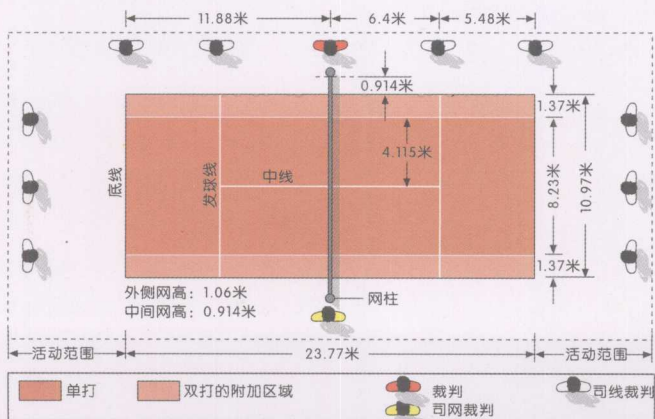 11.88米
6.4米
5.48米
0.914米
1.37米
4.115米
8.23米
10.97米
底线
发球线
中线
1.37米
外侧网高：1.06米
中间网高：0.914米
网柱
活动范围
23.77米
活动范围
单打
双打的附加区域
裁判
司线裁判
司网裁判